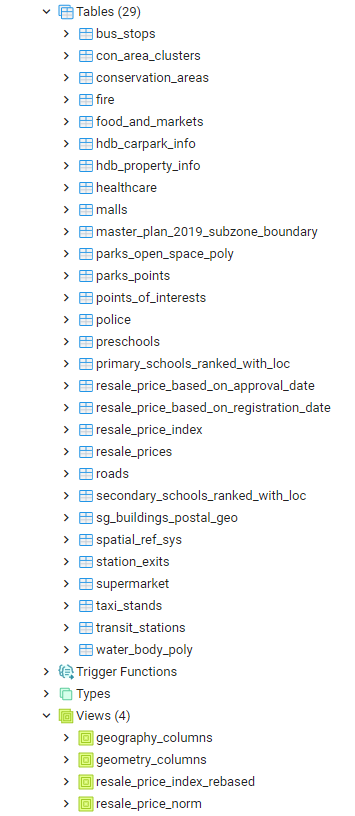 Tables (29)
bus_stops
con_area_clusters
conservation_areas
fire
food_and_markets
hdb_carpark_info
hdb_property_info
healthcare
malls
master_plan_2019_subzone_boundary
parks_open_space_poly
parks_points
points_of_interests
police
preschools
primary_schools_ranked_with_loc
resale_price_based_on_approval_date
resale_price_based_on_registration_date
resale_price_index
resale_prices
roads
secondary_schools_ranked_with_loc
sg_buildings_postal_geo
spatial_ref_sys
station_exits
supermarket
taxi_stands
transit_stations
water_body_poly
Trigger Functions
Types
Views (4)
geography_columns
geometry_columns
resale_price_index_rebased
resale_price_norm